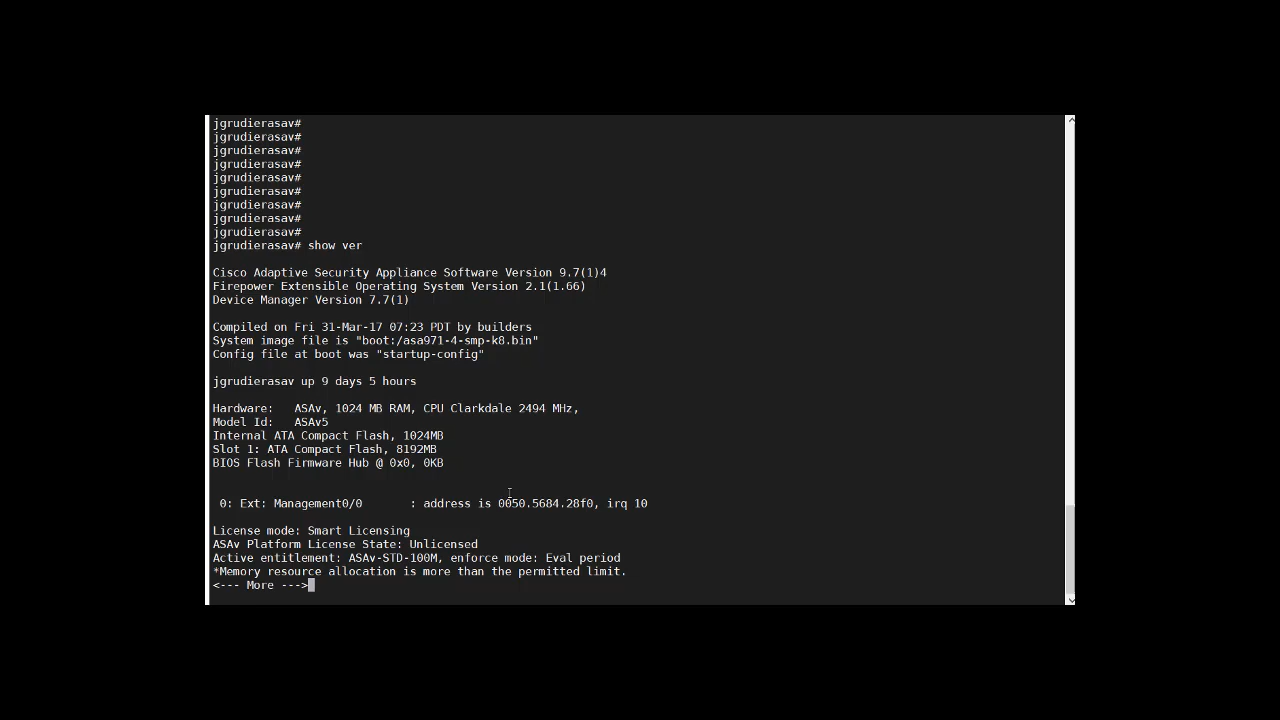 jgrudierasav#
jgrudierasav#
jgrudierasav#
jgrudierasav#
jgrudierasav#
jgrudierasav#
jgrudierasav#
jgrudierasav#
jgrudierasav#
jgrudierasav# show ver
Cisco Adaptive Security Appliance Software Version 9.7(1)4
Firepower Extensible Operating System Version 2.1(1.66)
Device Manager Version 7.7(1)
Compiled on Fri 31-Mar-17 07:23 PDT by builders
System image file is "boot:/asa971-4-smp-k8.bin"
Config file at boot was "startup-config"
jgrudierasav up 9 days 5 hours
Hardware:   ASAv, 1024 MB RAM, CPU Clarkdale 2494 MHz,
Model Id:   ASAv5
Internal ATA Compact Flash, 1024MB
Slot 1: ATA Compact Flash, 8192MB
BIOS Flash Firmware Hub @ 0x0, 0KB
0: Ext: Management0/0       : address is 0050.5684.28f0, irq 10
License mode: Smart Licensing
ASAv Platform License State: Unlicensed
Active entitlement: ASAv-STD-100M, enforce mode: Eval period
*Memory resource allocation is more than the permitted limit.
<--- More --->